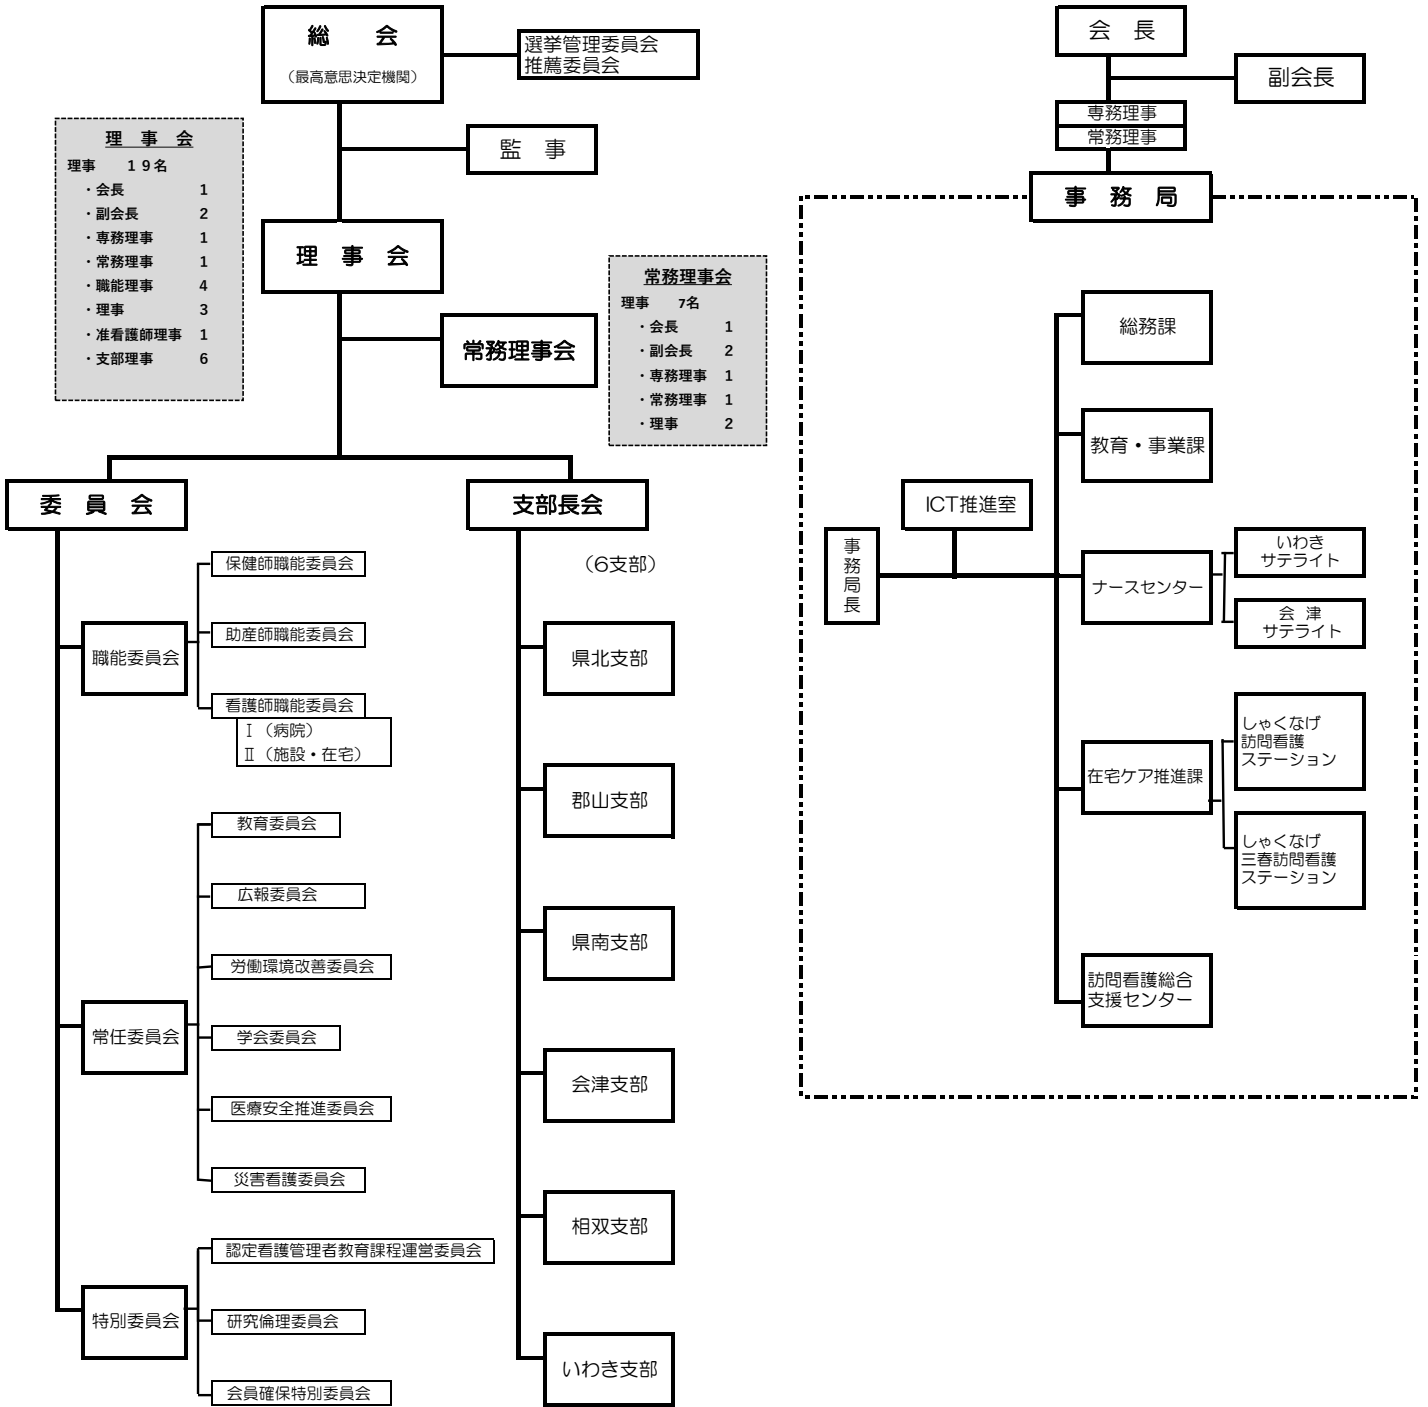 総　会
（最高意思決定機関）
選挙管理委員会
推薦委員会
監　事
理　事　会
理事　１９名
・会長　1
・副会長　2
・専務理事　1
・常務理事　1
・職能理事　4
・理事　3
・准看護師理事　1
・支部理事　6
理　事　会
常務理事会
常務理事会
理事　7名
・会長　1
・副会長　2
・専務理事　1
・常務理事　1
・理事　2
委　員　会
職能委員会
保健師職能委員会
助産師職能委員会
看護師職能委員会
Ⅰ（病院）
Ⅱ（施設・在宅）
常任委員会
教育委員会
広報委員会
労働環境改善委員会
学会委員会
医療安全推進委員会
災害看護委員会
特別委員会
認定看護管理者教育課程運営委員会
研究倫理委員会
会員確保特別委員会
支部長会
（6支部）
県北支部
郡山支部
県南支部
会津支部
相双支部
いわき支部
会　長
副会長
専務理事
常務理事
事　務　局
事
務
局
長
ICT推進室
総務課
教育・事業課
ナースセンター
いわき
サテライト
会　津
サテライト
在宅ケア推進課
しゃくなげ
訪問看護
ステーション
しゃくなげ
三春訪問看護
ステーション
訪問看護総合
支援センター